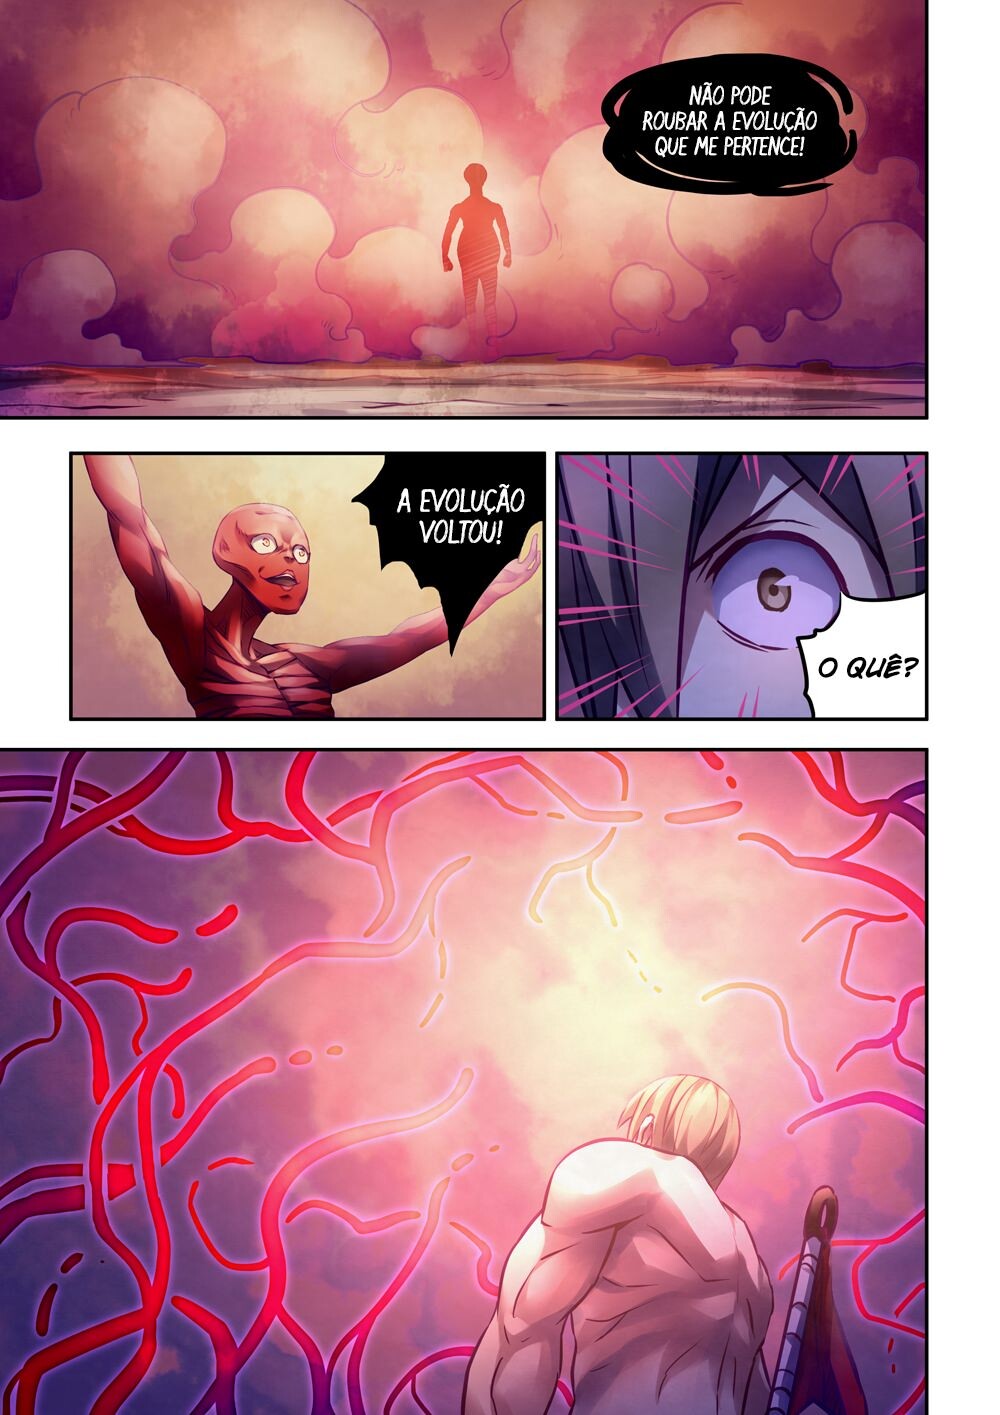 NÃO PODE
ROUBAR A EVOLUÇÃO
QUE ME PERTENCE!
A EVOLUÇÃO
VOLTOU!
O QUÊ?